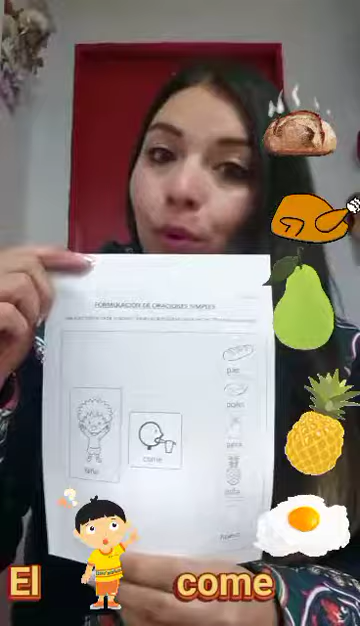 FORMULACIÓN DE ORACIONES SIMPLES
pan
pollo
pera
piña
huevo
niño
come
El come